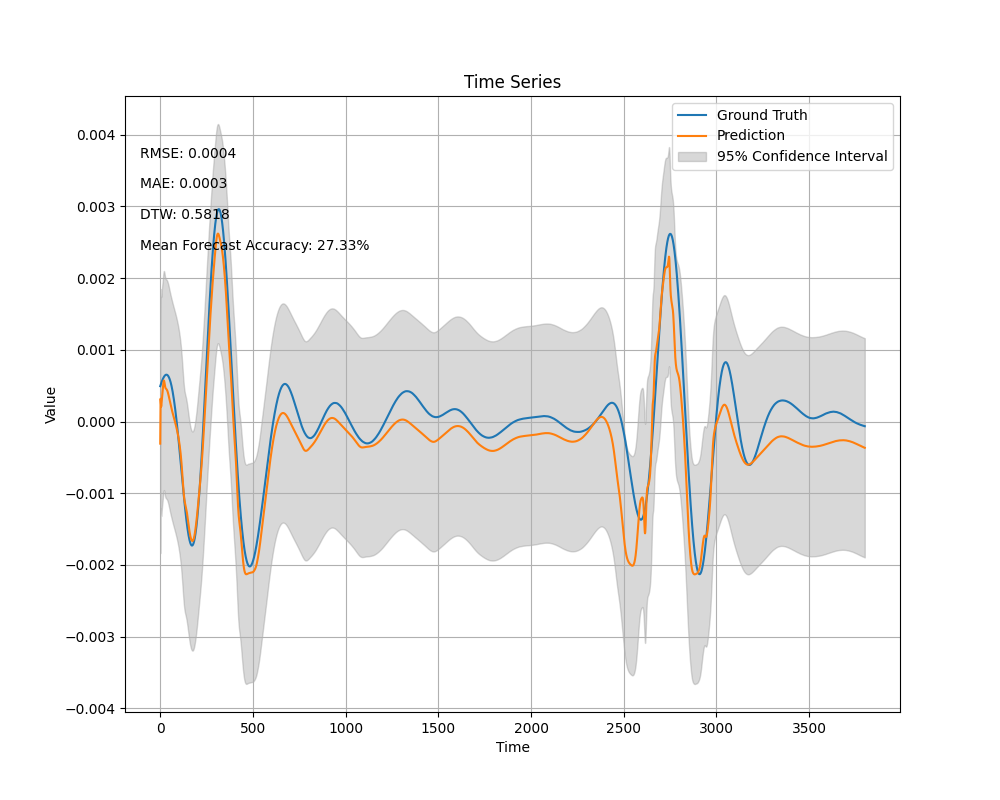 Time Series
Ground Truth
Prediction
95% Confidence Interval
RMSE: 0.0004
MAE: 0.0003
DTW: 0.5818
Mean Forecast Accuracy: 27.33%
0.004
0.003
0.002
0.001
0.000
−0.001
−0.002
−0.003
−0.004
Value
0 500 1000 1500 2000 2500 3000 3500
Time